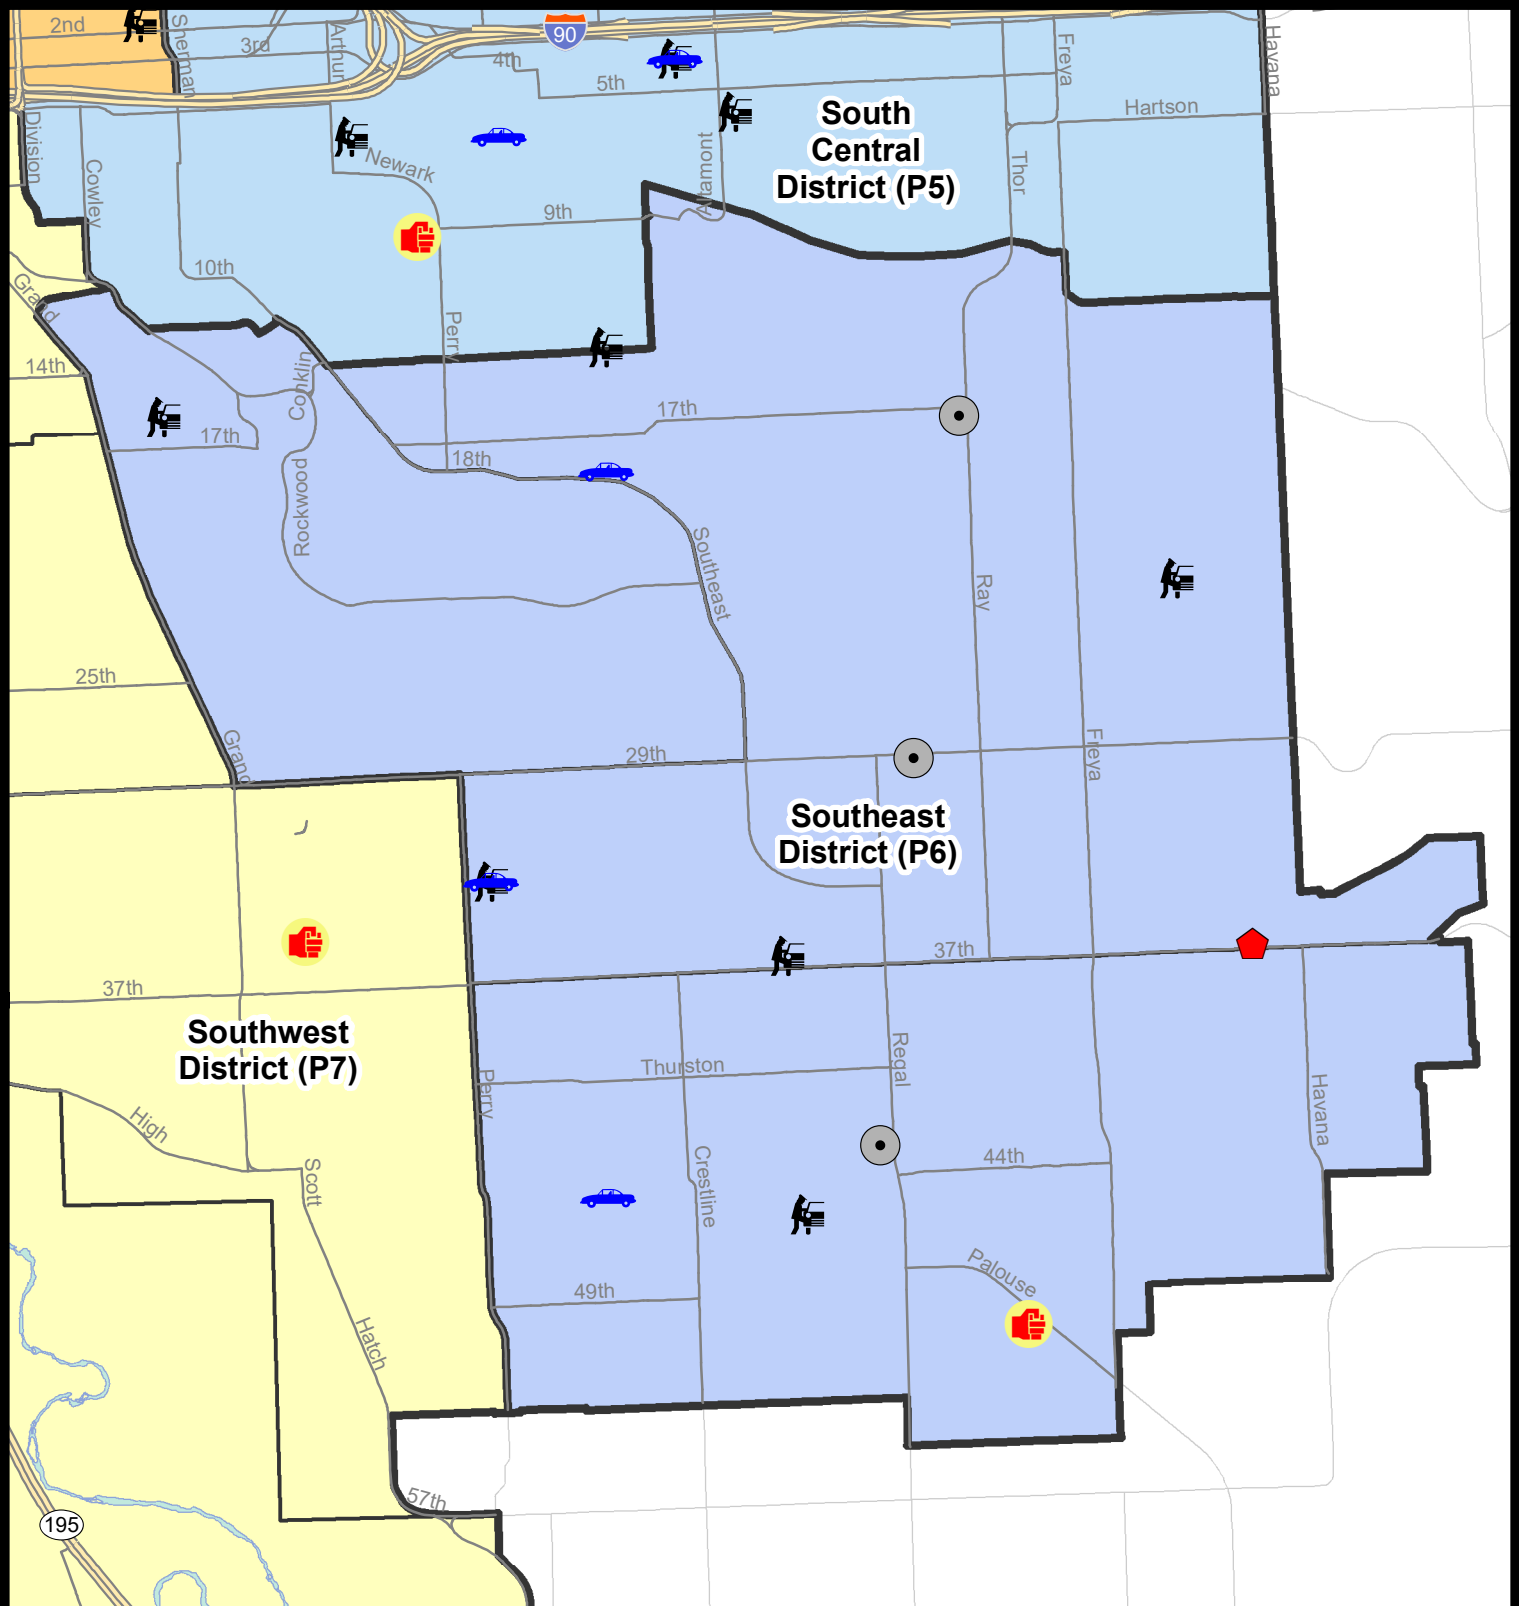 2nd
Sherman
3rd
Arthur
90
4th
5th
Freya
Havana
Division
Cowley
Newark
Altamont
South
Central
District (P5)
Hartson
Thor
9th
10th
Grand
Perry
14th
Conklin
17th
17th
18th
Rockwood
Southeast
Ray
25th
Grand
29th
Freya
Southeast
District (P6)
37th
37th
Southwest
District (P7)
Perry
Thurston
Regal
Havana
High
Scott
Crestline
44th
Palouse
49th
Hatch
57th
195